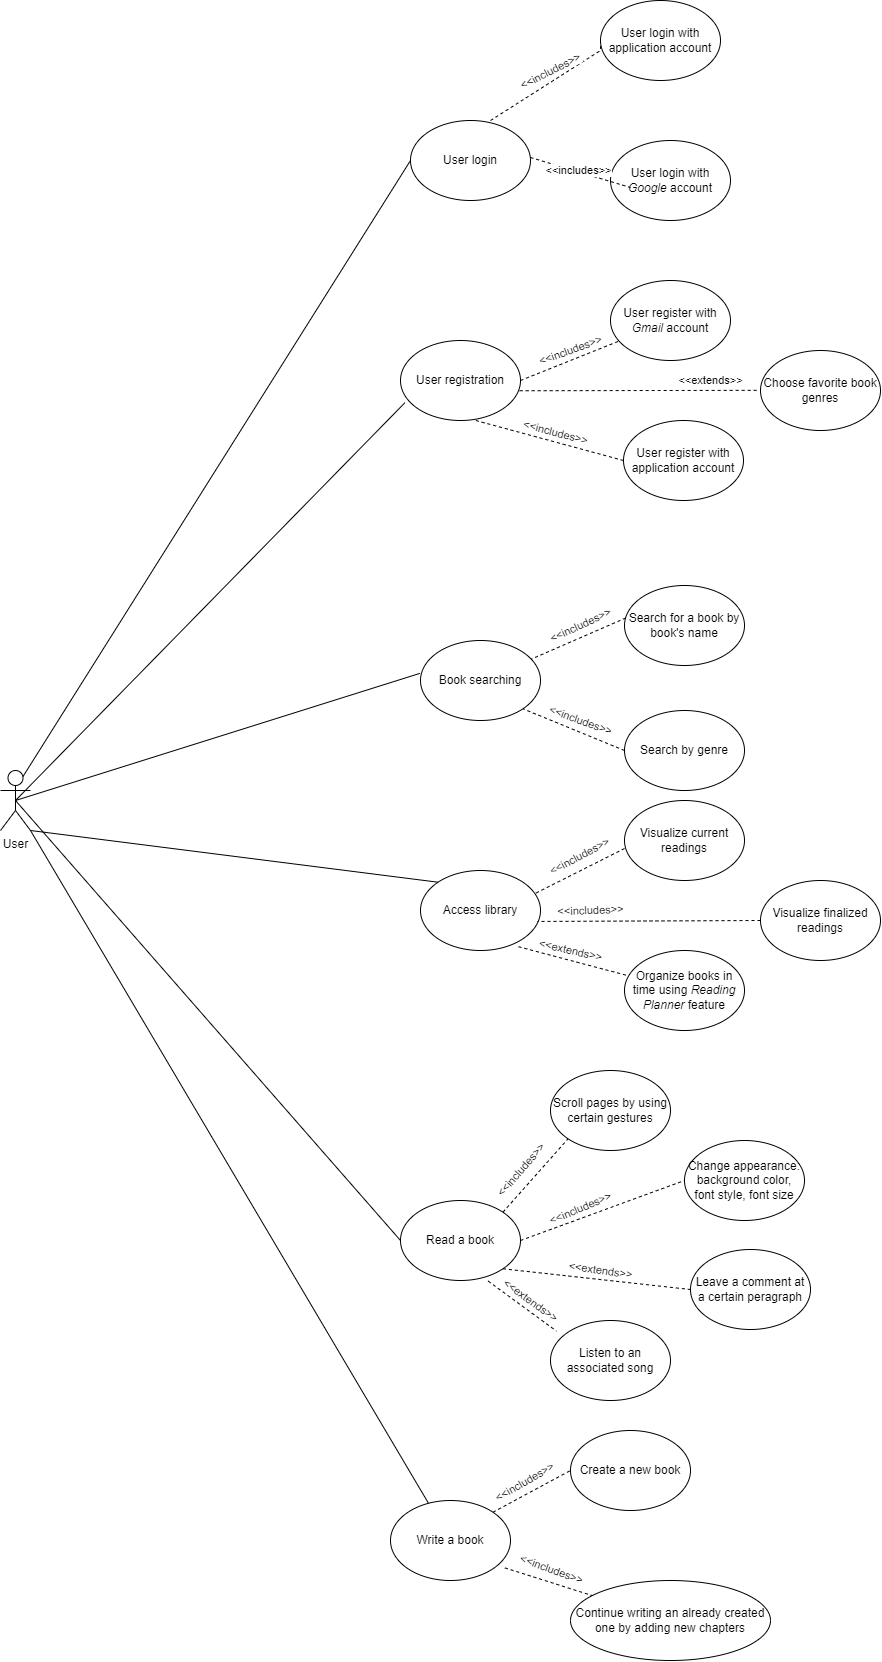 User login with
application account
<<includes>>
User login
<<includes>>
User login with
Google account
User register with
Gmail account
<<includes>>
User registration
<<extends>>
Choose favorite book
genres
<<includes>>
User register with
application account
Search for a book by
book's name
<<includes>>
Book searching
<<includes>>
Search by genre
User
Visualize current
readings
<<includes>>
Access library
<<includes>>
Visualize finalized
readings
<<extends>>
Organize books in
time using Reading
Planner feature
Scroll pages by using
certain gestures
<<includes>>
Change appearance:
background color,
font style, font size
<<includes>>
Read a book
<<extends>>
Leave a comment at
a certain peragraph
<<extends>>
Listen to an
associated song
Create a new book
<<includes>>
Write a book
<<includes>>
Continue writing an already created
one by adding new chapters